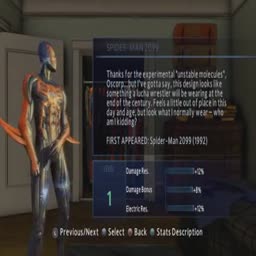 SPIDER-MAN 2099
Thanks for the experimental "unstable molecules",
Oscorp...but I've gotta say, this design looks like
something a lucha wrestler will be wearing at the
end of the century. Feels a little out of place in this
day and age, but look what I normally wear - who
am I kidding?
FIRST APPEARED: Spider-Man 2099 (1992)
1
Damage Res. +12%
Damage Bonus +8%
Electric Res. +12%
Previous/Next Select Back Stats Description